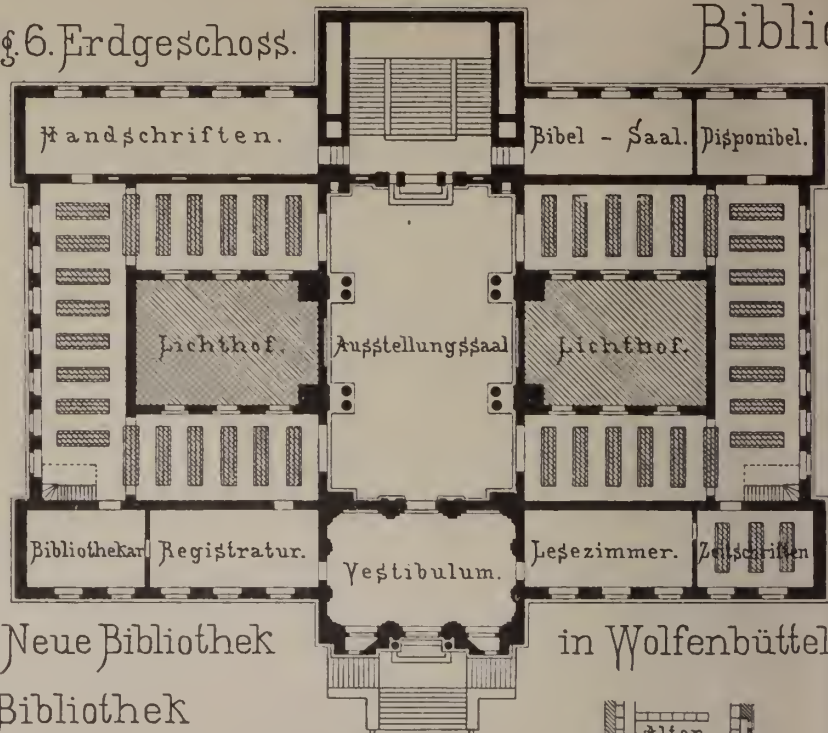 6. Erdgeschoss.
Biblio
Handschriften.
Bibel - Saal.
Disponibel.
Lichthof.
Ausstellungssaal
Lichthof.
Bibliothekar
Registratur.
Vestibulum.
Lesezimmer.
Zeitschriften
Neue Bibliothek
in Wolfenbüttel
Bibliothek
Alten